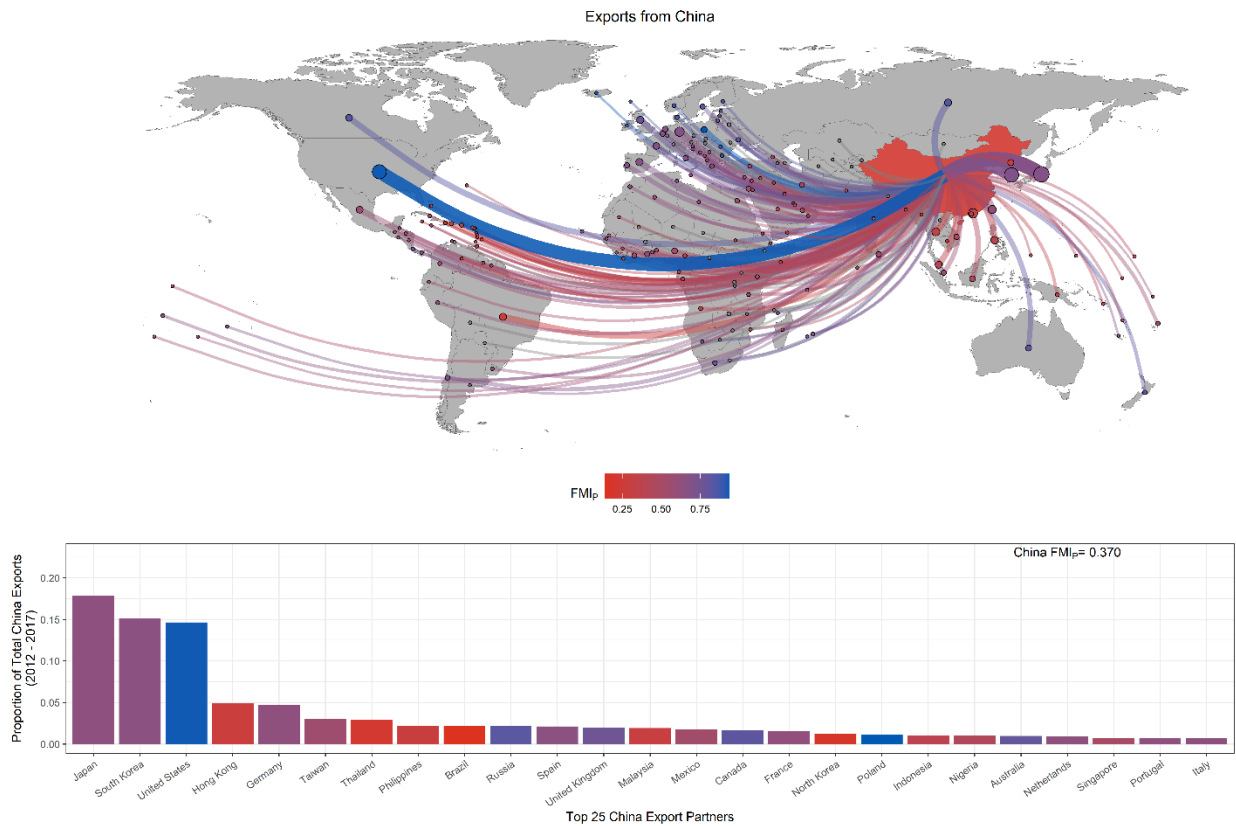 Exports from China
FMIP
0.25 0.50 0.75
China FMIP= 0.370
Proportion of Total China Exports
(2012 - 2017)
0.20
0.15
0.10
0.05
0.00
Japan
South Korea
United States
Hong Kong
Germany
Taiwan
Thailand
Philippines
Brazil
Russia
Spain
United Kingdom
Malaysia
Mexico
Canada
France
North Korea
Poland
Indonesia
Nigeria
Australia
Netherlands
Singapore
Portugal
Italy
Top 25 China Export Partners